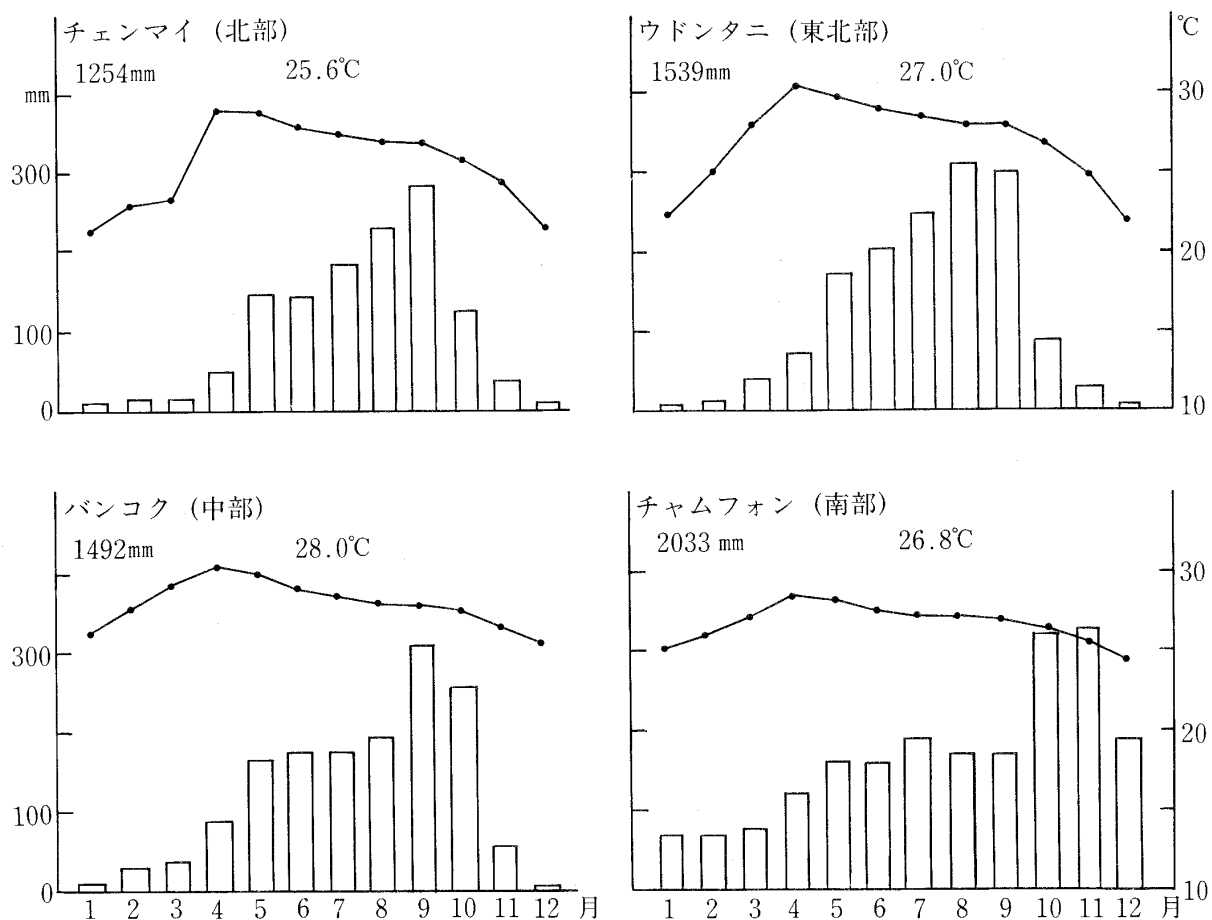 チェンマイ (北部)
1254mm 25.6℃
mm
300
100
0
ウドンタニ (東北部)
1539mm 27.0℃
℃
30
20
10
バンコク (中部)
1492mm 28.0℃
300
100
0
1 2 3 4 5 6 7 8 9 10 11 12 月
チャムフォン (南部)
2033 mm 26.8℃
30
20
10
1 2 3 4 5 6 7 8 9 10 11 12 月